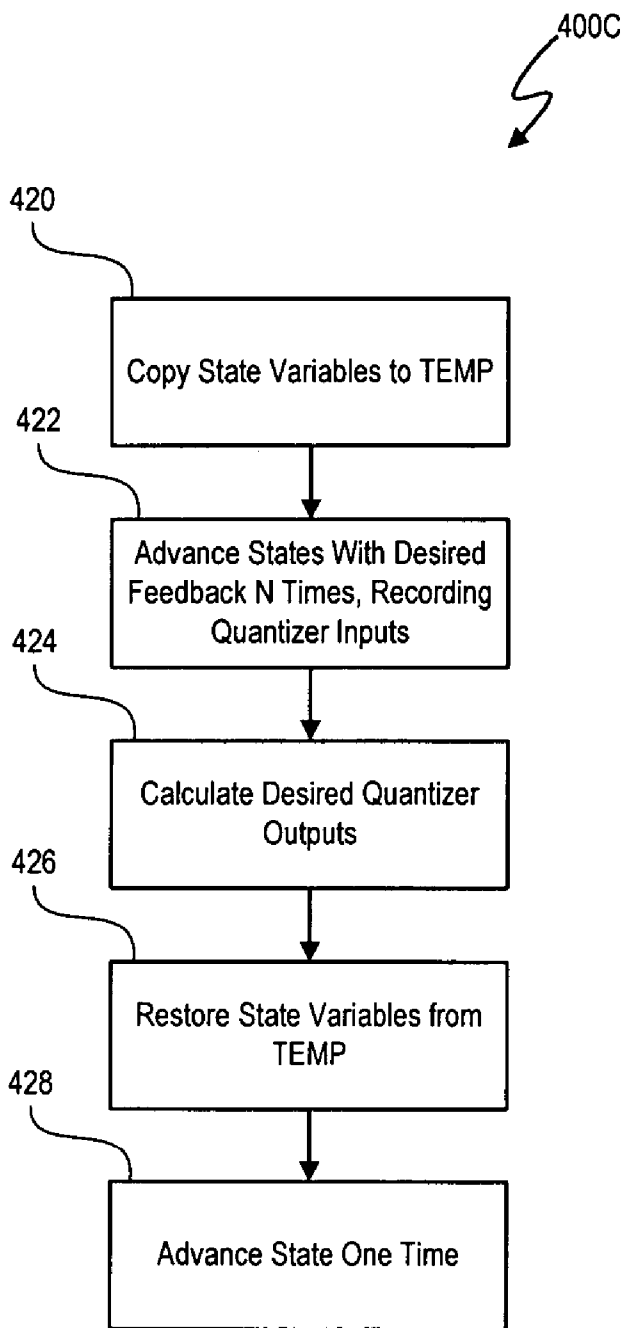 400C
420
Copy State Variables to TEMP
422
Advance States With Desired
Feedback N Times, Recording
Quantizer Inputs
424
Calculate Desired Quantizer
Outputs
426
Restore State Variables from
TEMP
428
Advance State One Time